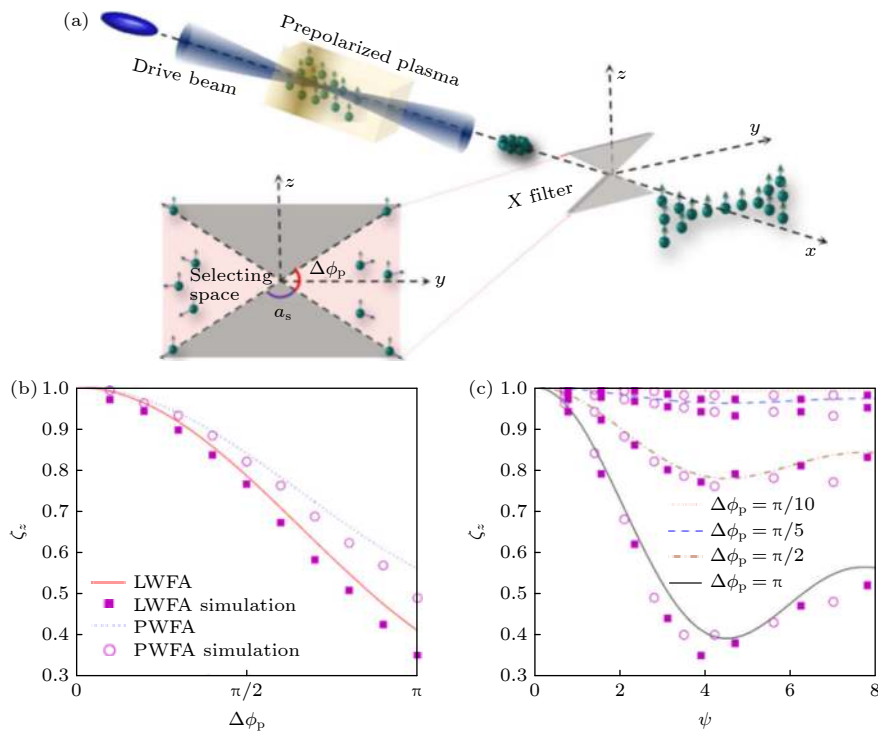 (a)
Prepolarized plasma
Drive beam
z
y
X filter
x
z
Δϕp
Selecting
space
y
as
(b)
1.0
0.9
0.8
0.7
0.6
0.5
0.4
0.3
ζz
LWFA
LWFA simulation
PWFA
PWFA simulation
0
π/2
π
Δϕp
(c)
1.0
0.9
0.8
0.7
0.6
0.5
0.4
0.3
ζz
Δϕp = π/10
Δϕp = π/5
Δϕp = π/2
Δϕp = π
0
2
4
6
8
ψ